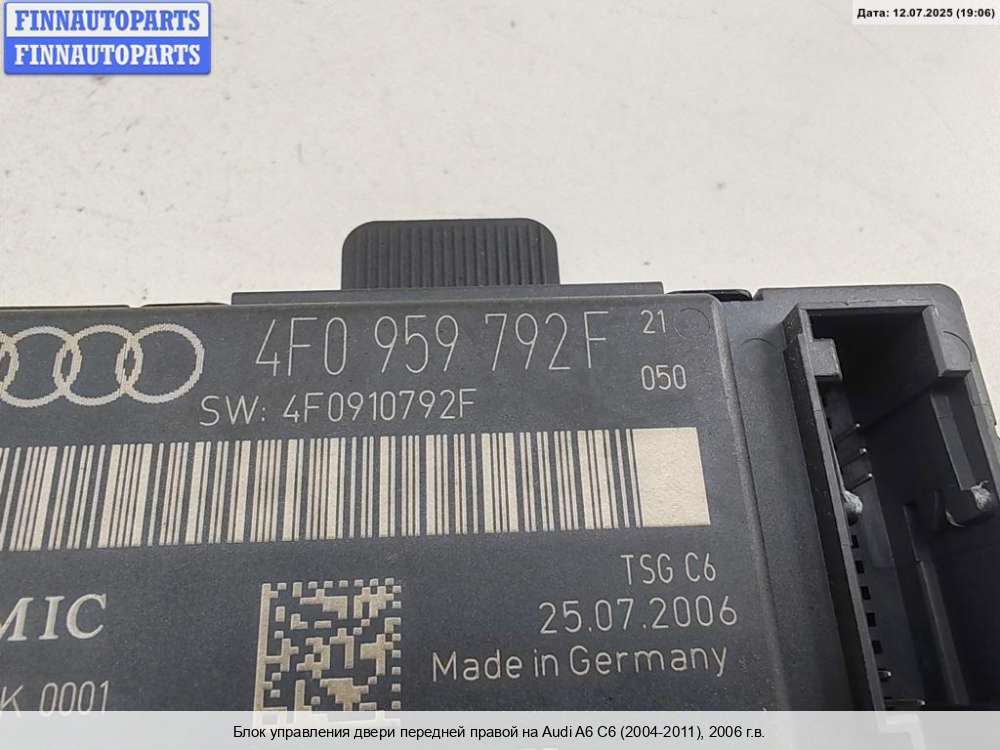 FINNAUTOPARTS
FINNAUTOPARTS
Дата: 12.07.2025 (19:06)
4F0 959 792F
21
050
SW: 4F0910792F
TSG C6
MIC
25.07.2006
Made in Germany
K 0001
Блок управления двери передней правой на Audi A6 C6 (2004-2011), 2006 г.в.